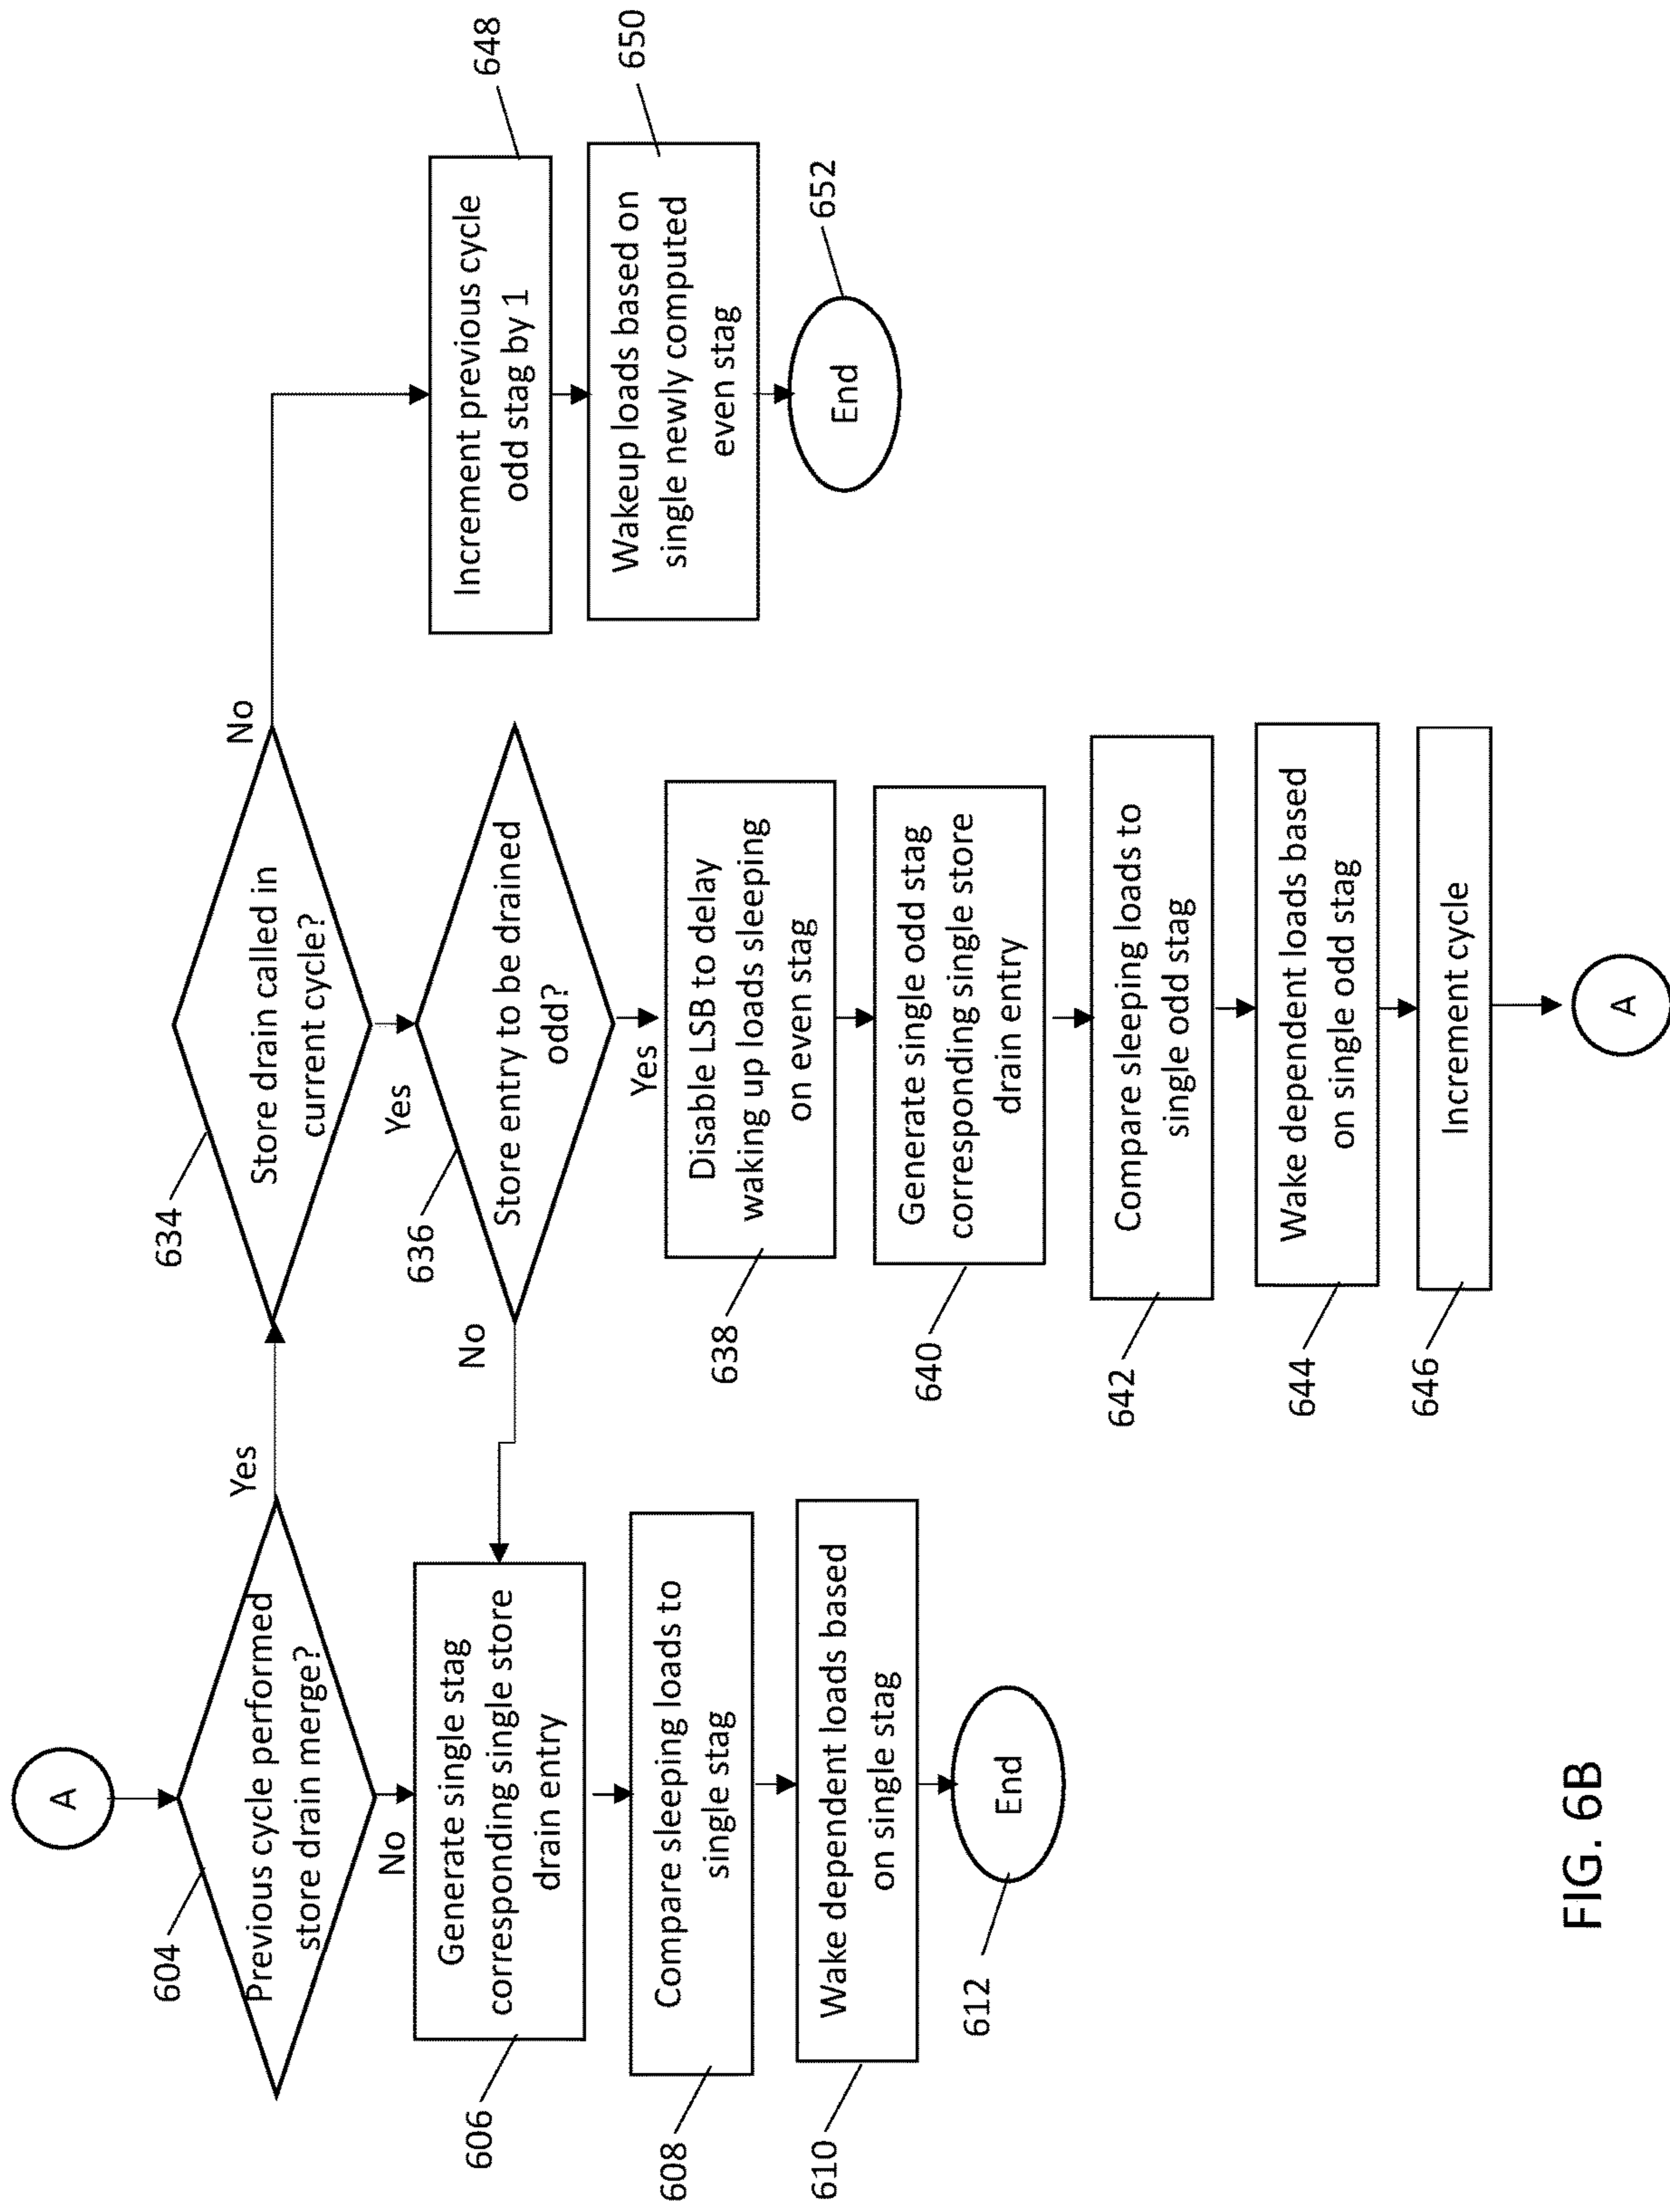 A
604
Previous cycle performed
store drain merge?
Yes
No
606
Generate single stag
corresponding single store
drain entry
608
Compare sleeping loads to
single stag
610
Wake dependent loads based
on single stag
612
End
634
Store drain called in
current cycle?
No
Yes
636
Store entry to be drained
odd?
No
Yes
638
Disable LSB to delay
waking up loads sleeping
on even stag
640
Generate single odd stag
corresponding single store
drain entry
642
Compare sleeping loads to
single odd stag
644
Wake dependent loads based
on single odd stag
646
Increment cycle
A
648
Increment previous cycle
odd stag by 1
650
Wakeup loads based on
single newly computed
even stag
652
End
FIG. 6B